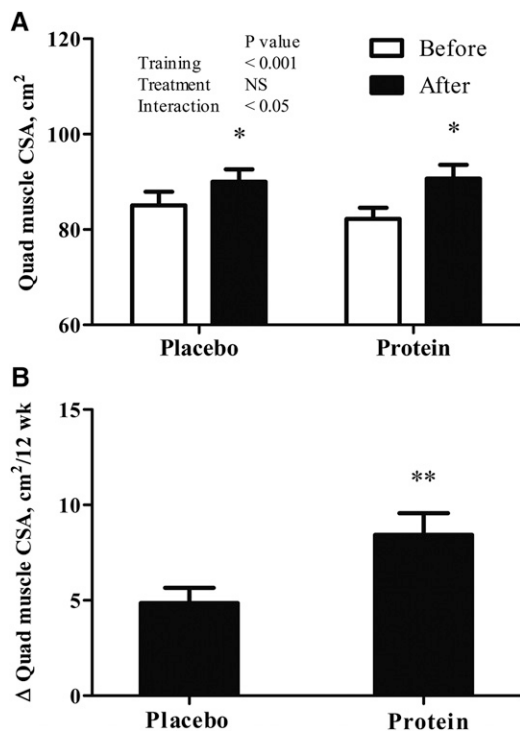 A
Quad muscle CSA, cm²
120
100
80
60
P value
Training < 0.001
Treatment NS
Interaction < 0.05
Before
After
*
*
Placebo Protein
B
Δ Quad muscle CSA, cm²/12 wk
15
10
5
0
**
Placebo Protein